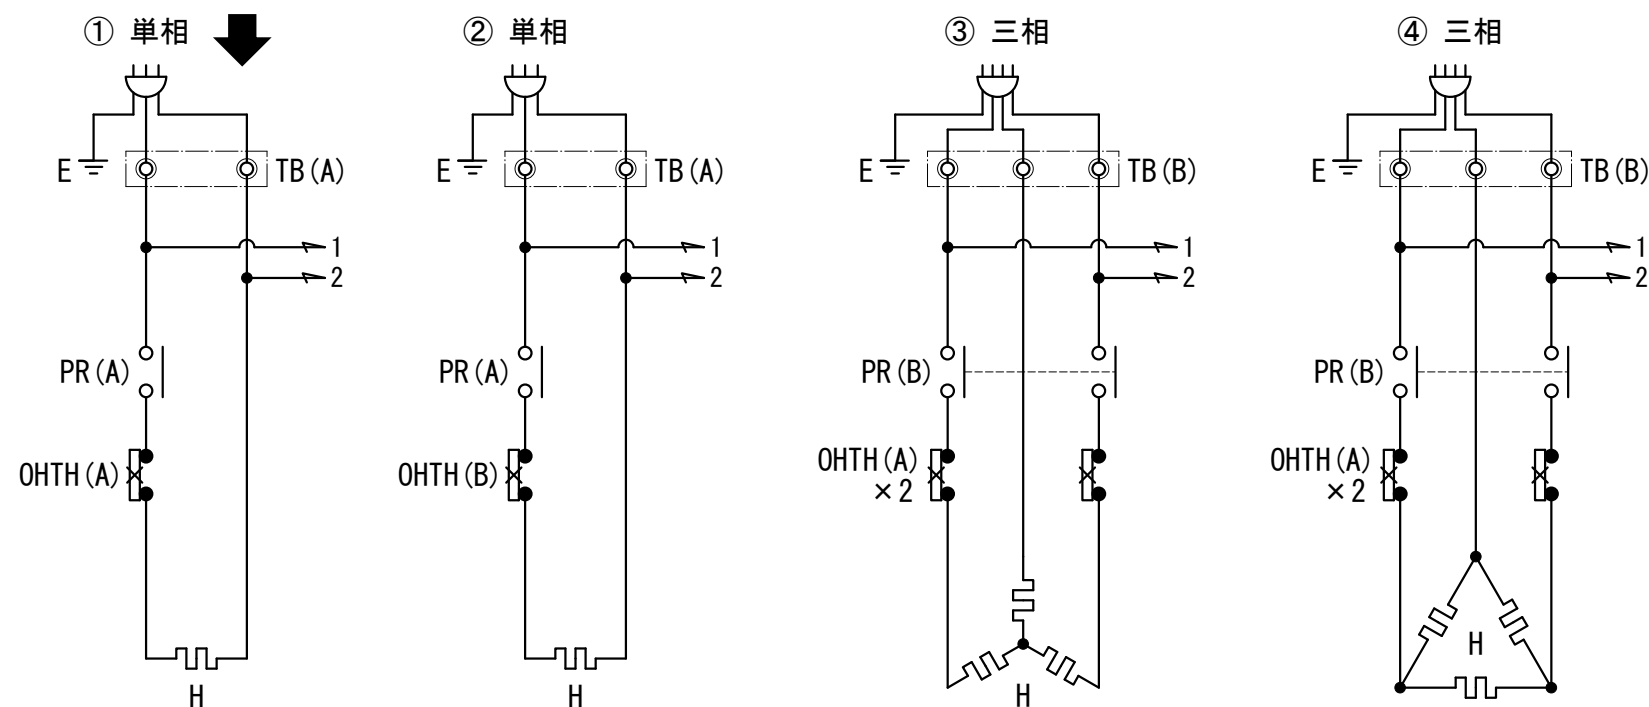 ① 単相
② 単相
③ 三相
④ 三相
E
TB(A)
E
TB(A)
E
TB(B)
E
TB(B)
1
1
1
1
2
2
2
2
PR(A)
PR(A)
PR(B)
PR(B)
OHTH(A)
OHTH(B)
OHTH(A)
×2
OHTH(A)
×2
H
H
H
H